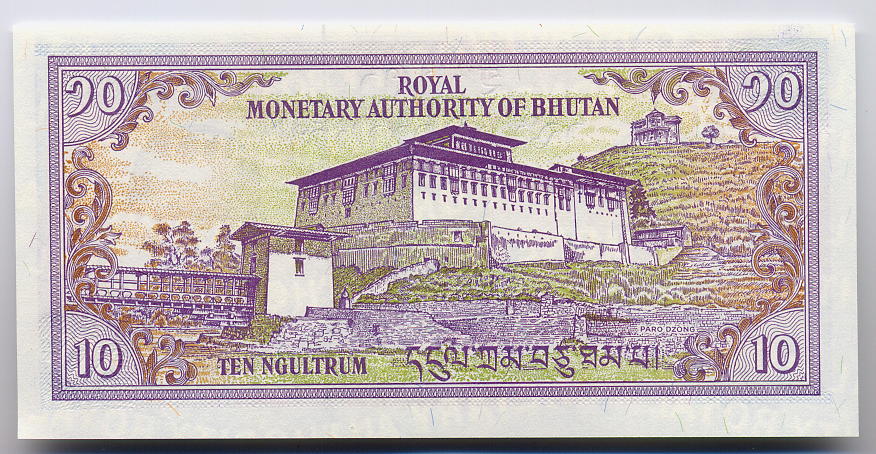 ༡༠ ROYAL ༡༠
MONETARY AUTHORITY OF BHUTAN
PARO DZONG
10 TEN NGULTRUM དངུལ་ཀྲམ་བཅུ་ཐམ་པ། 10